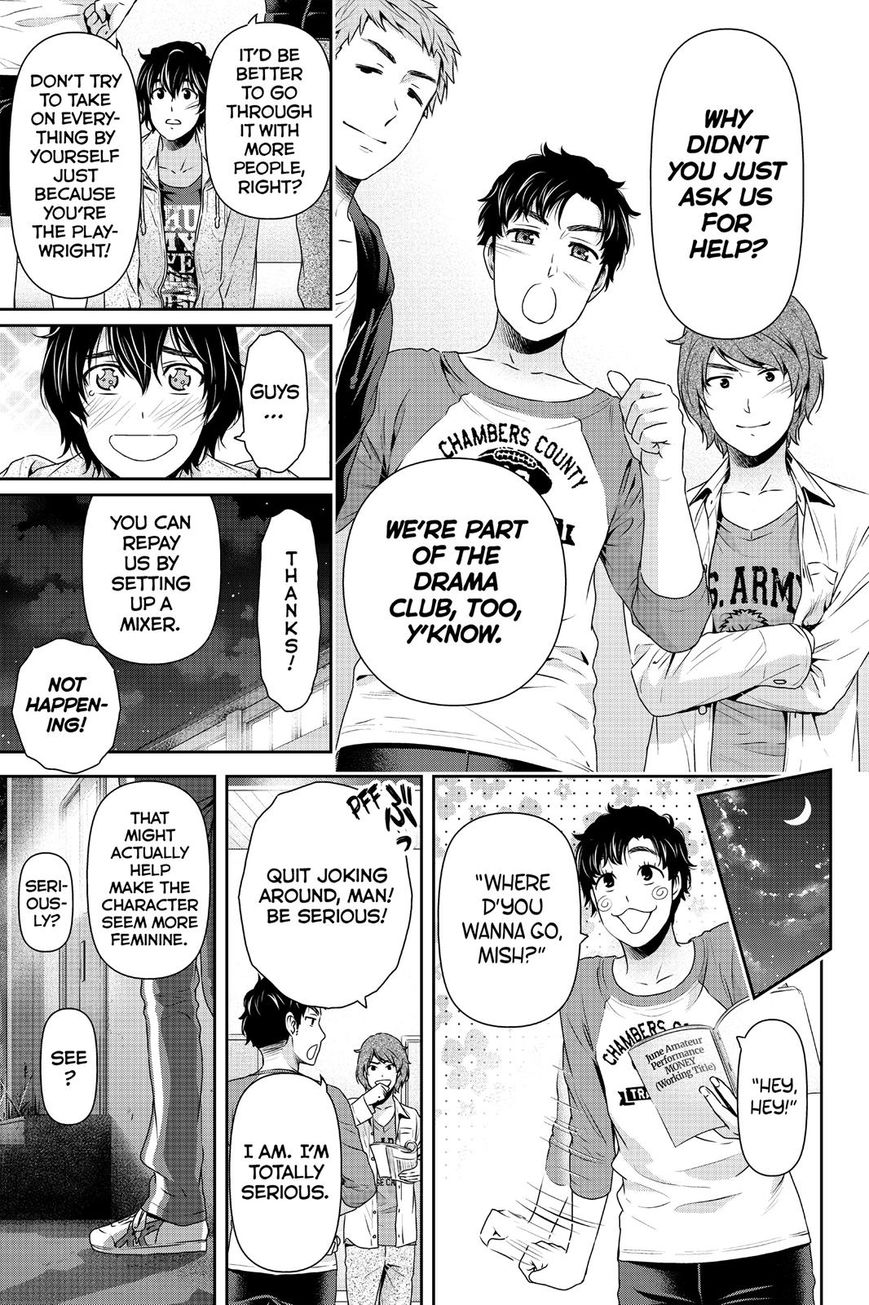 WHY
DIDN'T
YOU JUST
ASK US
FOR
HELP?
CHAMBERS COUNTY
WE'RE PART
OF THE
DRAMA
CLUB, TOO,
Y'KNOW.
S. ARMY
IT'D BE
BETTER
TO GO
THROUGH
IT WITH
MORE
PEOPLE,
RIGHT?
DON'T TRY
TO TAKE
ON EVERY-
THING BY
YOURSELF
JUST
BECAUSE
YOU'RE
THE PLAY-
WRIGHT!
GUYS
...
THANKS!
YOU CAN
REPAY
US BY
SETTING
UP A
MIXER.
NOT
HAPPEN-
ING!
"HEY,
HEY!"
"WHERE
D'YOU
WANNA GO,
MISH?"
CHAMBERS C
TRA
June Amateur
Performance
MONEY
(Working Title)
PFF
QUIT JOKING
AROUND, MAN!
BE SERIOUS!
I AM. I'M
TOTALLY
SERIOUS.
THAT
MIGHT
ACTUALLY
HELP
MAKE THE
CHARACTER
SEEM MORE
FEMININE.
SERI-
OUS-
LY?
SEE
?